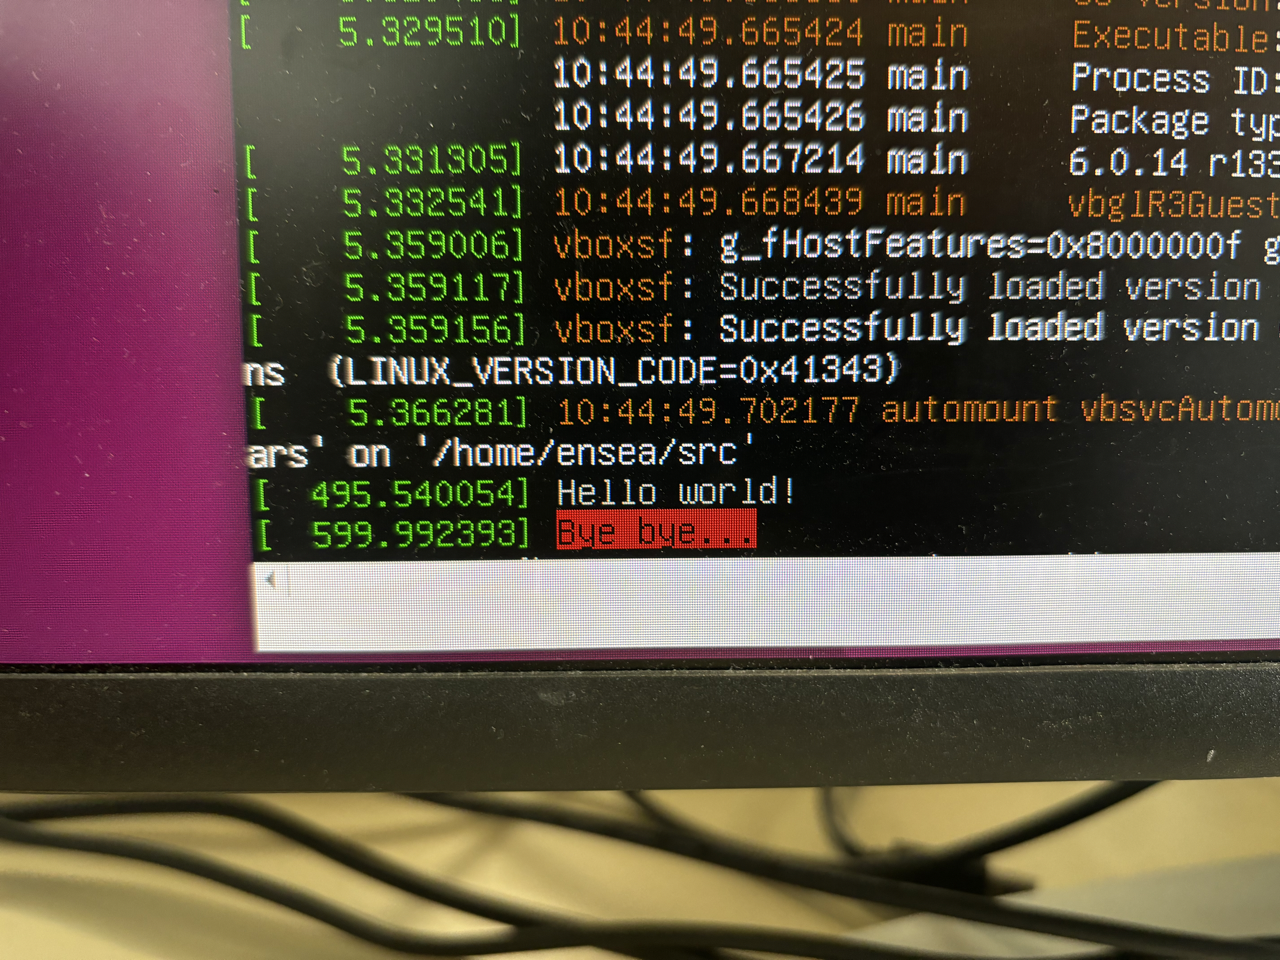 [    5.329510] 10:44:49.665424 main     Executable:
10:44:49.665425 main     Process ID:
10:44:49.665426 main     Package typ
[    5.331305] 10:44:49.667214 main     6.0.14 r133
[    5.332541] 10:44:49.668439 main     vbglR3Guest
[    5.359006] vboxsf: g_fHostFeatures=0x8000000f g
[    5.359117] vboxsf: Successfully loaded version
[    5.359156] vboxsf: Successfully loaded version
ns  (LINUX_VERSION_CODE=0x41343)
[    5.366281] 10:44:49.702177 automount vbsvcAutomo
ars' on '/home/ensea/src'
[  495.540054] Hello world!
[  599.992393] Bye bye...